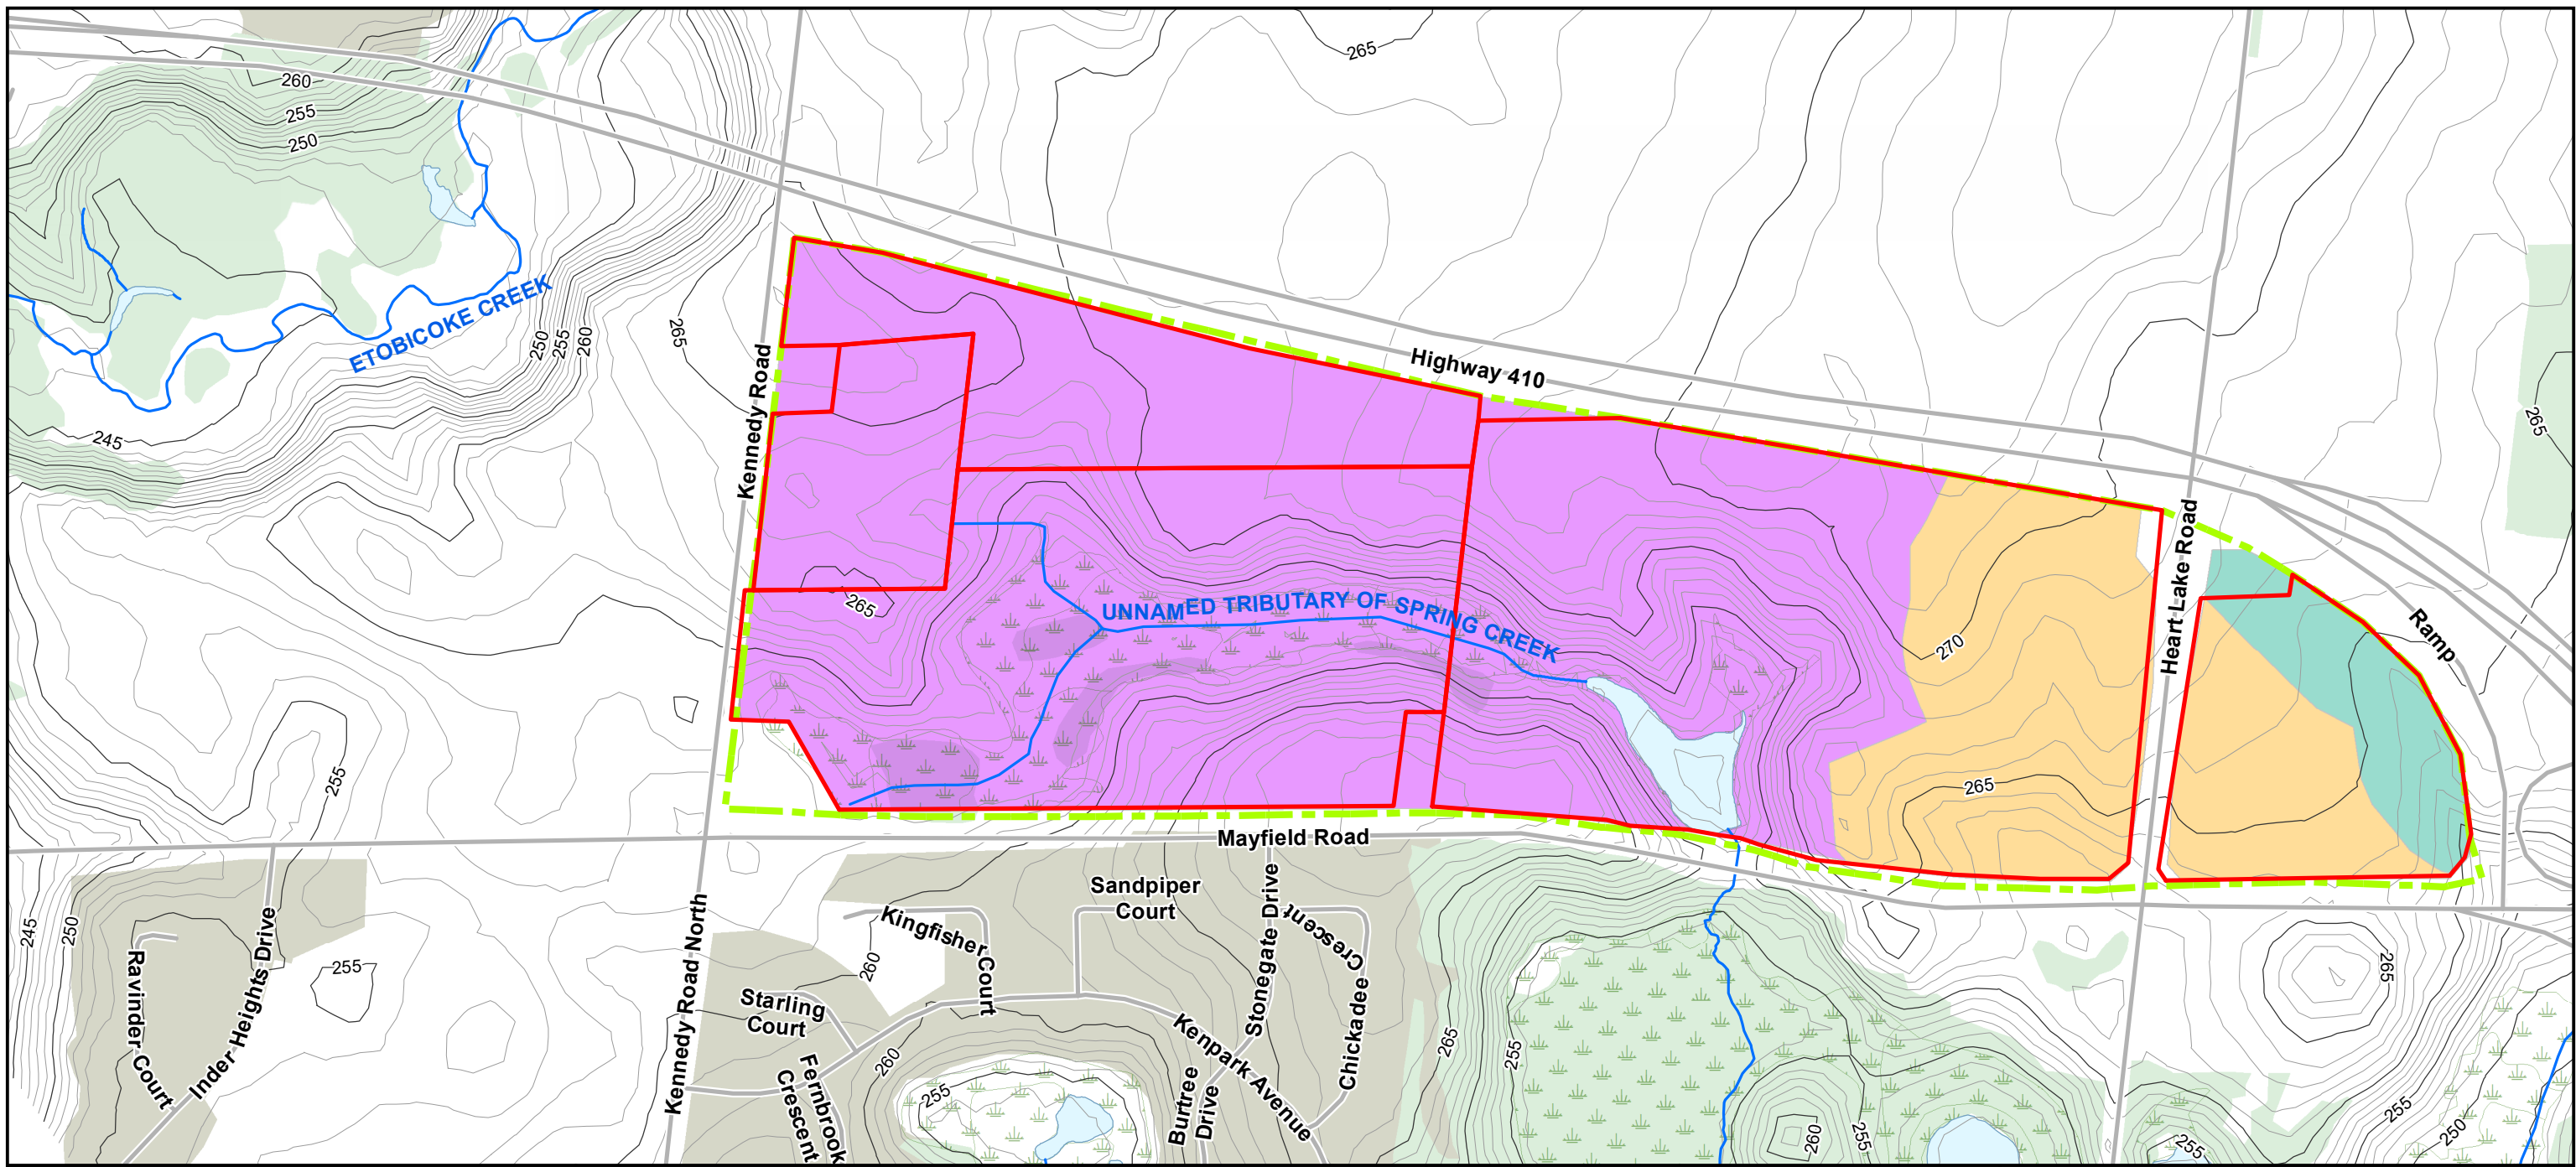 265
260
255
250
ETOBICOKE CREEK
250
255
260
265
245
Kennedy Road
Highway 410
265
265
UNNAMED TRIBUTARY OF SPRING CREEK
270
265
Heart Lake Road
Ramp
255
Mayfield Road
245
250
Ravinder Court
Inder Heights Drive
255
Kennedy Road North
260
Kingfisher Court
Sandpiper
Court
Stonegate Drive
Chickadee Crescent
Starling
Court
Fernbrook
Crescent
260
255
Kenpark Avenue
Burtree
Drive
265
255
260
255
265
255
250
255